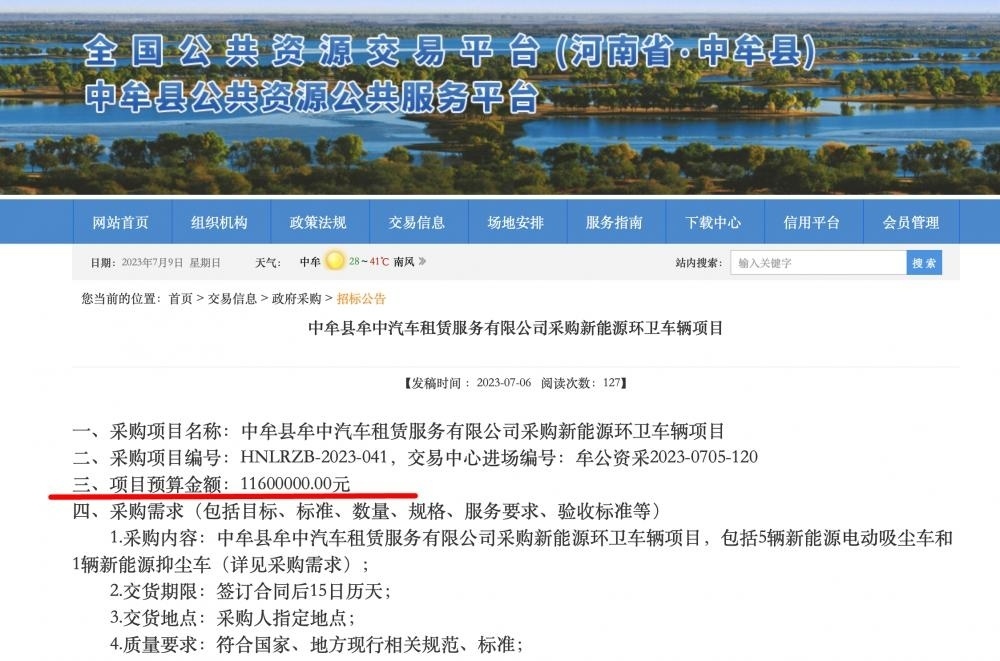 全国公共资源交易平台(河南省·中牟县)
中牟县公共资源公共服务平台
网站首页 组织机构 政策法规 交易信息 场地安排 服务指南 下载中心 信用平台 会员管理
日期: 2023年7月9日 星期日 天气: 中牟 28~41℃ 南风 站内搜索: 输入关键字 搜索
您当前的位置: 首页 > 交易信息 > 政府采购 > 招标公告
中牟县牟中汽车租赁服务有限公司采购新能源环卫车辆项目
【发稿时间: 2023-07-06 阅读次数: 127】
一、采购项目名称：中牟县牟中汽车租赁服务有限公司采购新能源环卫车辆项目
二、采购项目编号：HNLRZB-2023-041，交易中心进场编号：牟公资采2023-0705-120
三、项目预算金额：11600000.00元
四、采购需求（包括目标、标准、数量、规格、服务要求、验收标准等）
1.采购内容：中牟县牟中汽车租赁服务有限公司采购新能源环卫车辆项目，包括5辆新能源电动吸尘车和
1辆新能源抑尘车（详见采购需求）;
2.交货期限：签订合同后15日历天;
3.交货地点：采购人指定地点;
4.质量要求：符合国家、地方现行相关规范、标准;